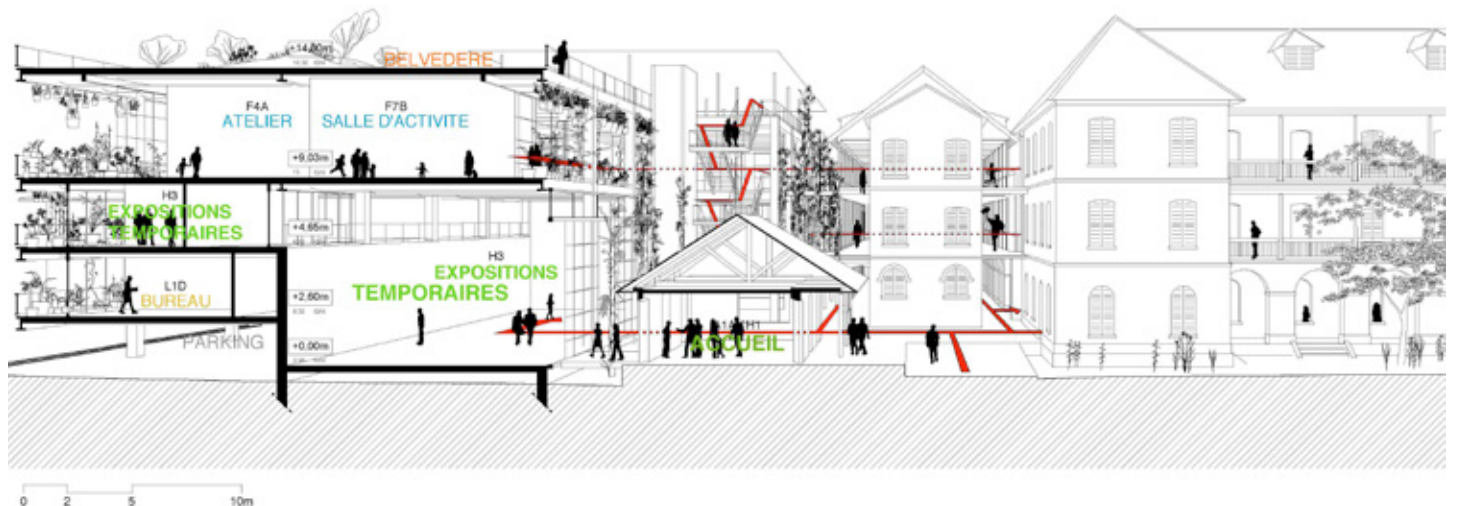 +14,00m
BELVEDERE
F4A
ATELIER
F7B
SALLE D'ACTIVITE
+9,03m
H3
EXPOSITIONS
TEMPORAIRES
+4,65m
H3
EXPOSITIONS
TEMPORAIRES
L1D
BUREAU
+2,60m
PARKING
+0,00m
H1
ACCUEIL
0 2 5 10m